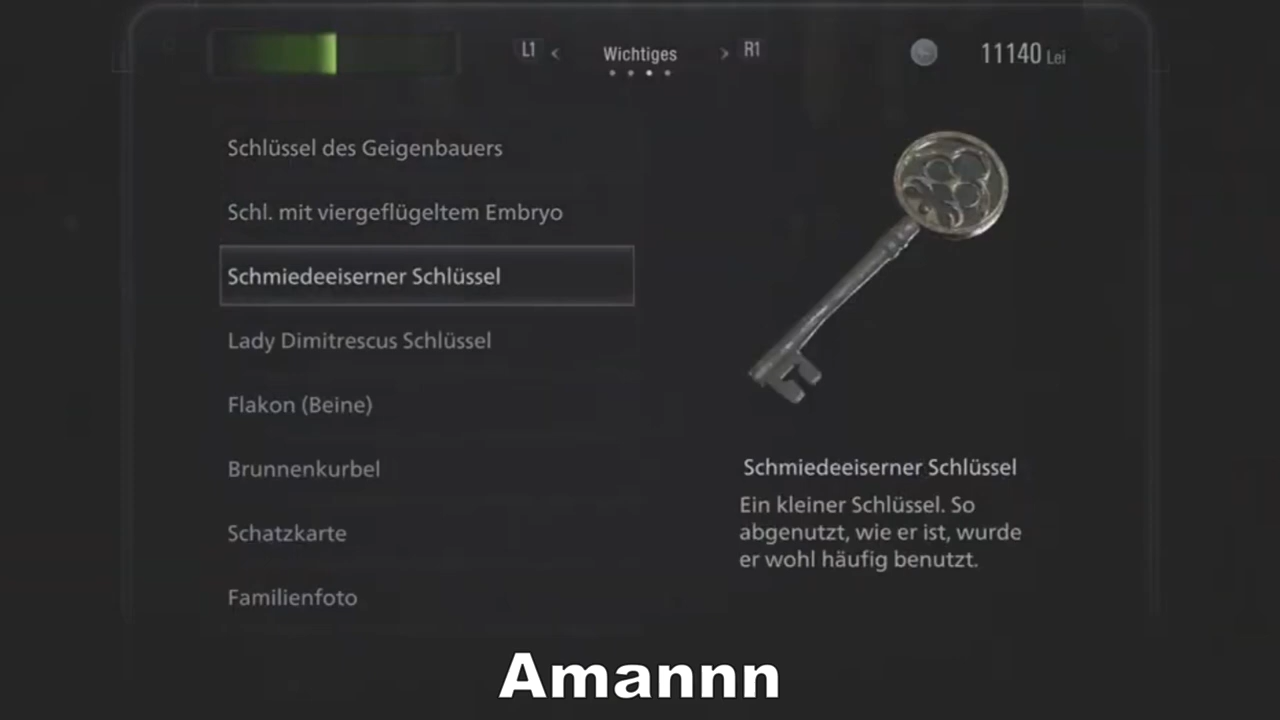 L1 < Wichtiges > R1 11140 Lei
Schlüssel des Geigenbauers
Schl. mit viergeflügeltem Embryo
Schmiedeeiserner Schlüssel
Lady Dimitrescus Schlüssel
Flakon (Beine)
Brunnenkurbel
Schatzkarte
Familienfoto
Schmiedeeiserner Schlüssel
Ein kleiner Schlüssel. So
abgenutzt, wie er ist, wurde
er wohl häufig benutzt.
Amannn